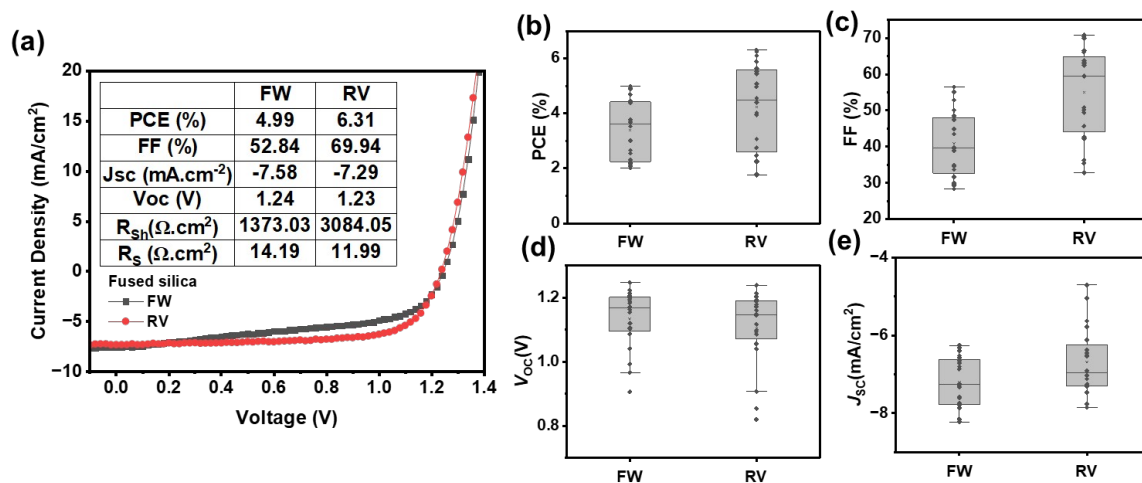 (a)
20
15
10
5
0
−5
−10
0.0 0.2 0.4 0.6 0.8 1.0 1.2 1.4
Current Density (mA/cm²)
Voltage (V)
FW RV
PCE (%) 4.99 6.31
FF (%) 52.84 69.94
Jsc (mA.cm⁻²) -7.58 -7.29
Voc (V) 1.24 1.23
R_Sh(Ω.cm²) 1373.03 3084.05
R_S (Ω.cm²) 14.19 11.99
Fused silica
FW
RV
(b)
6
4
2
0
PCE (%)
FW RV
(c)
70
60
50
40
30
20
FF (%)
FW RV
(d)
1.2
1.0
0.8
V_OC(V)
FW RV
(e)
−4
−6
−8
J_SC(mA/cm²)
FW RV